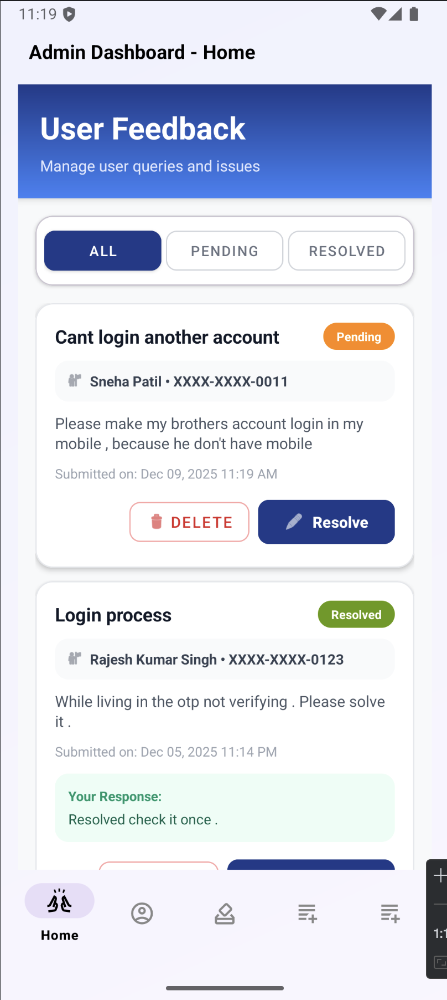 11:19
Admin Dashboard - Home
User Feedback
Manage user queries and issues
ALL PENDING RESOLVED
Cant login another account Pending
Sneha Patil • XXXX-XXXX-0011
Please make my brothers account login in my
mobile , because he don't have mobile
Submitted on: Dec 09, 2025 11:19 AM
DELETE Resolve
Login process Resolved
Rajesh Kumar Singh • XXXX-XXXX-0123
While living in the otp not verifying . Please solve
it .
Submitted on: Dec 05, 2025 11:14 PM
Your Response:
Resolved check it once .
Home